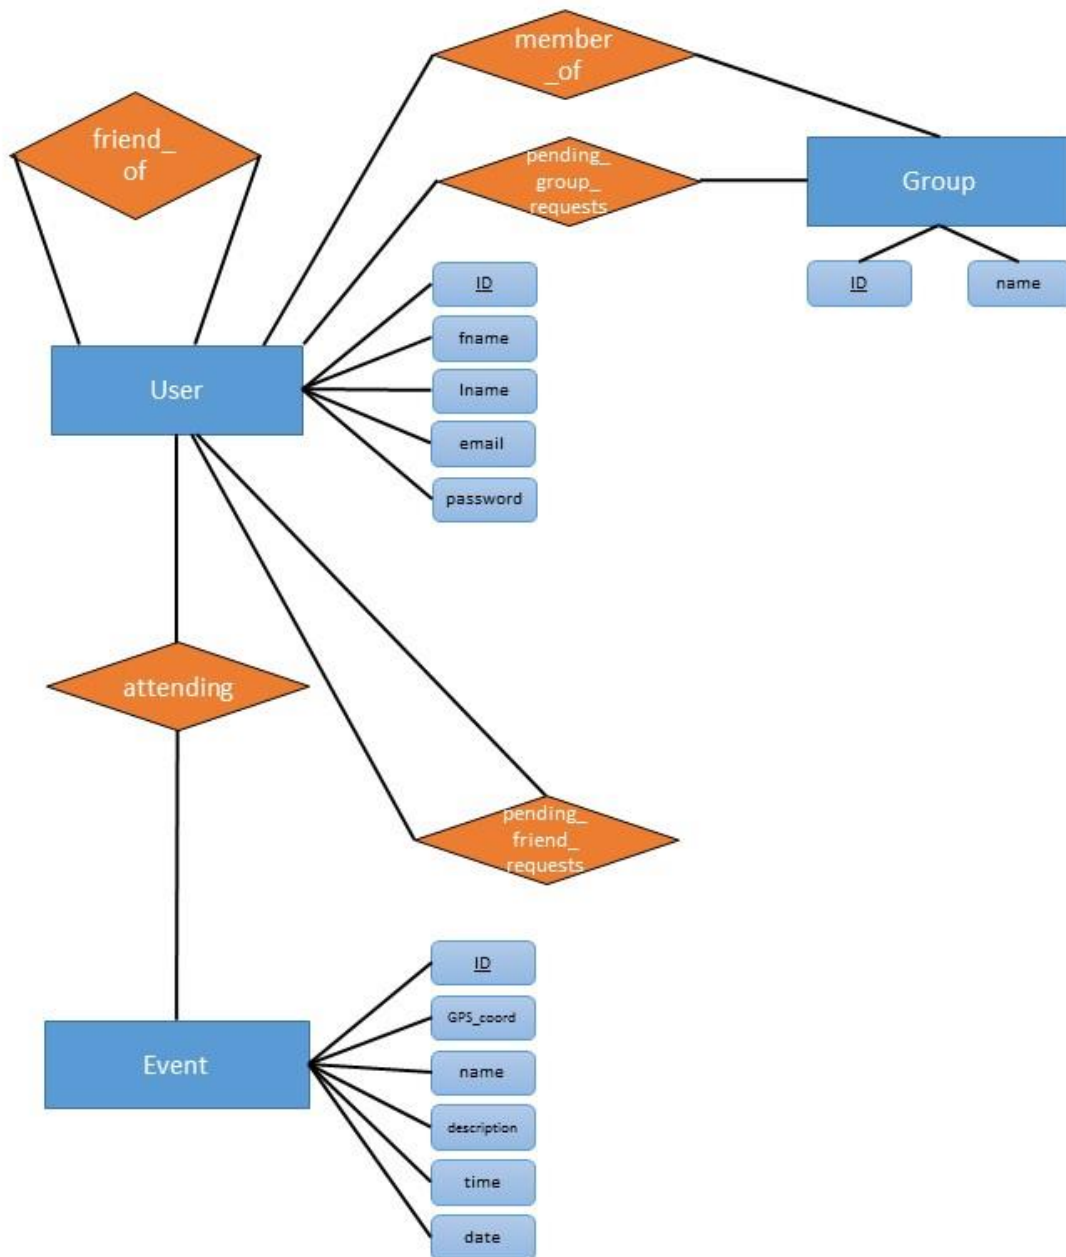 member
_of
friend_
of
pending_
group_
requests
Group
ID
name
ID
fname
lname
email
password
User
attending
pending_
friend_
requests
Event
ID
GPS_coord
name
description
time
date